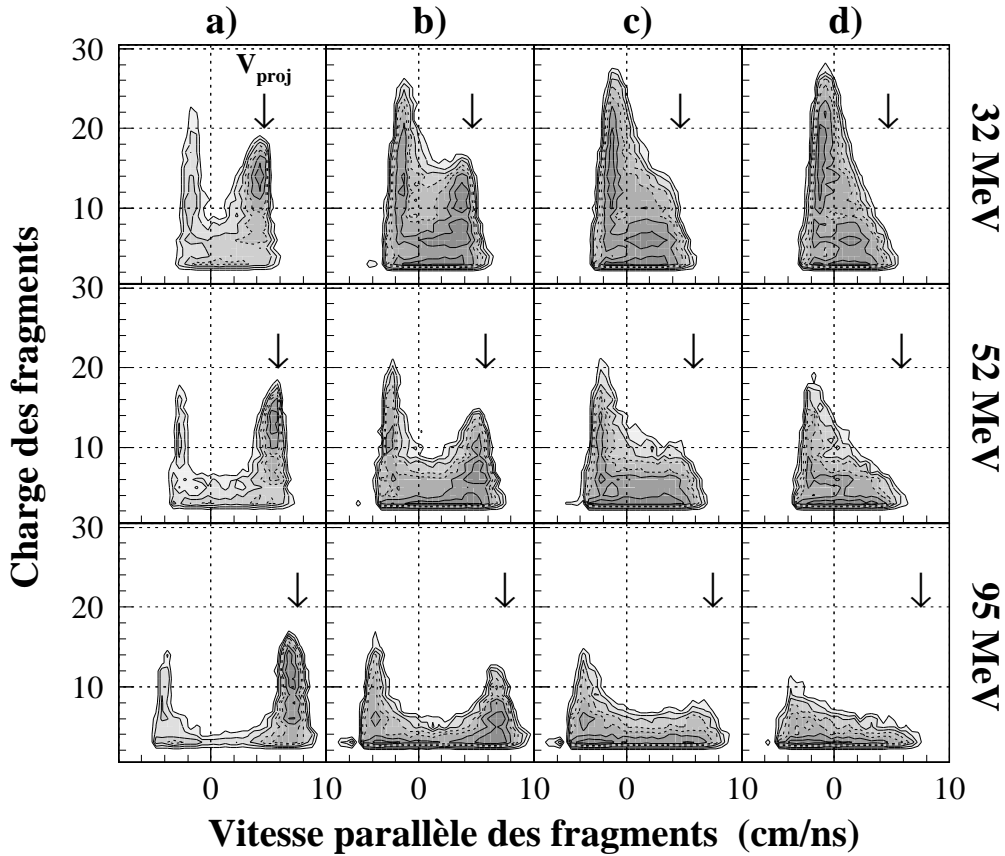 a) b) c) d)
30
V_proj
20
10
32 MeV
30
20
10
52 MeV
30
20
10
95 MeV
Charge des fragments
0 10 0 10 0 10 0 10
Vitesse parallèle des fragments (cm/ns)